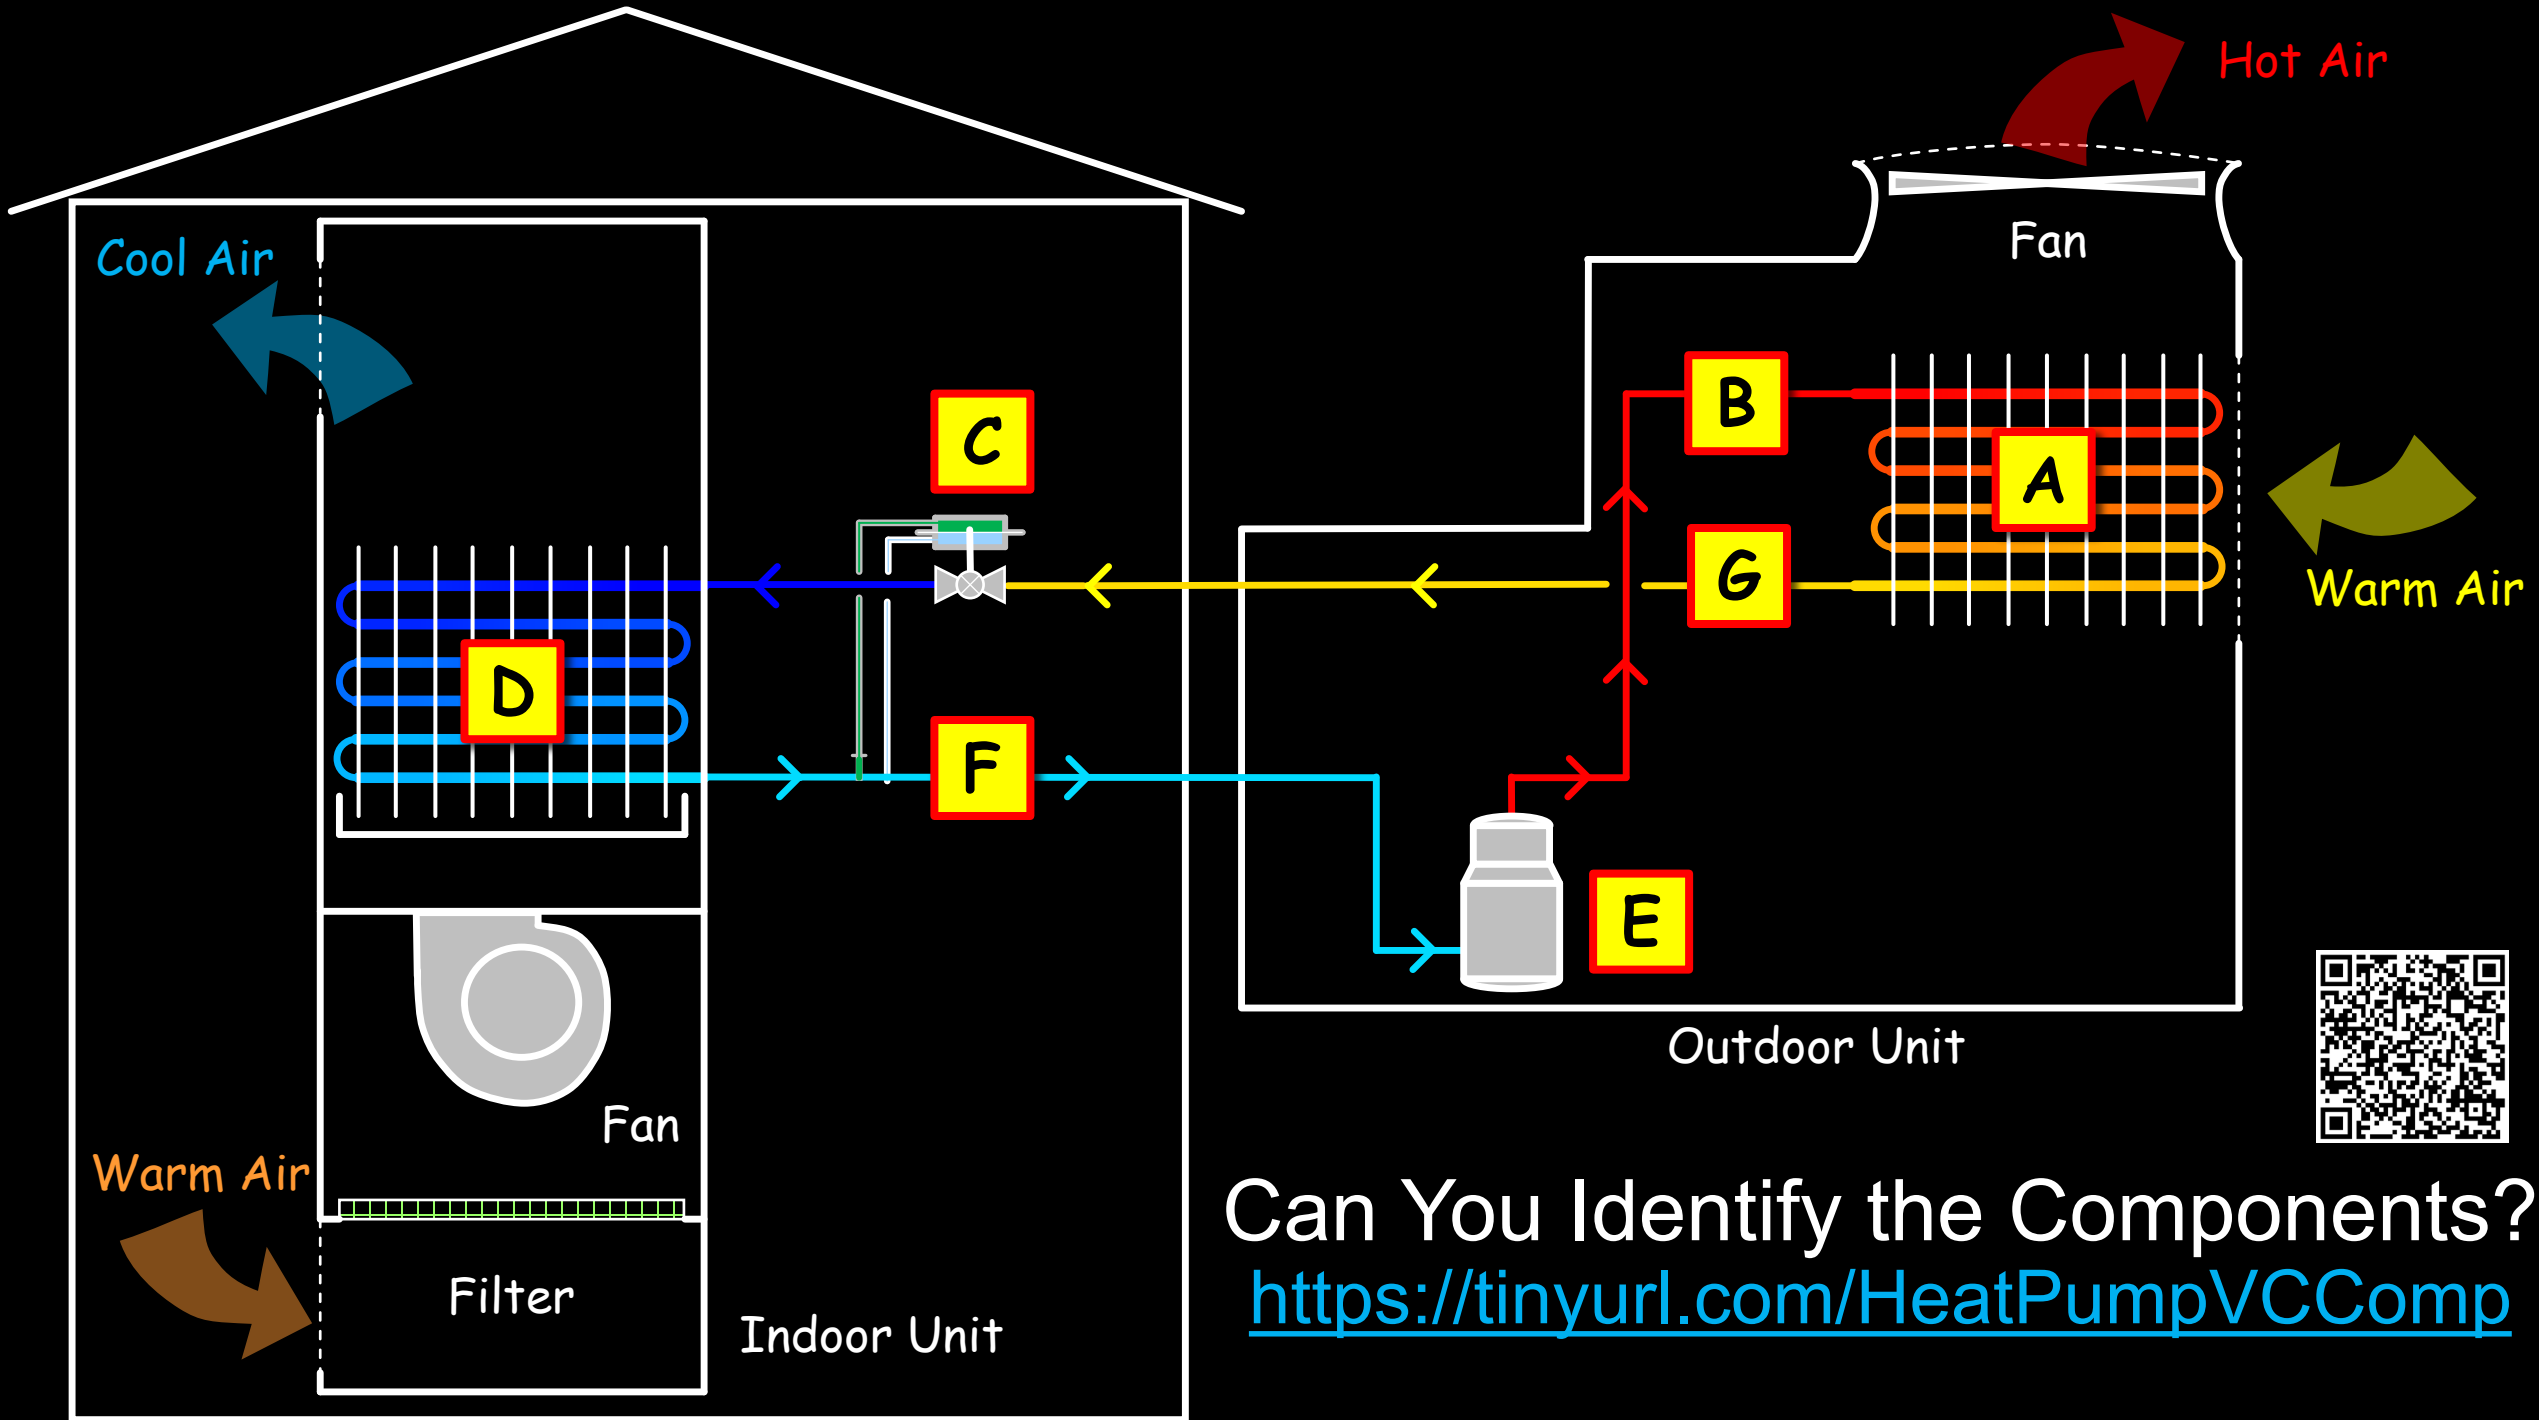 Hot Air
Fan
Cool Air
B
C
A
G
Warm Air
D
F
E
Outdoor Unit
Fan
Warm Air
Filter
Indoor Unit
Can You Identify the Components?
https://tinyurl.com/HeatPumpVCComp